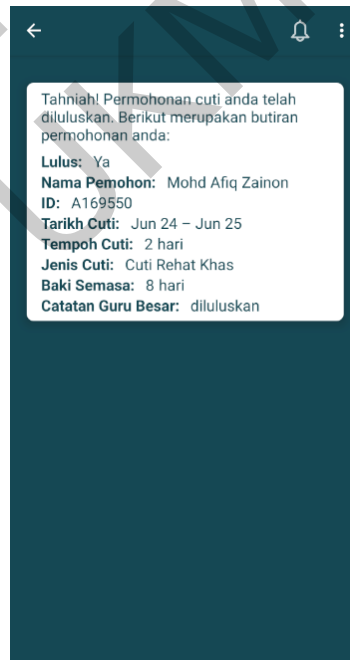 Tahniah! Permohonan cuti anda telah
diluluskan. Berikut merupakan butiran
permohonan anda:
Lulus: Ya
Nama Pemohon: Mohd Afiq Zainon
ID: A169550
Tarikh Cuti: Jun 24 – Jun 25
Tempoh Cuti: 2 hari
Jenis Cuti: Cuti Rehat Khas
Baki Semasa: 8 hari
Catatan Guru Besar: diluluskan
UKM